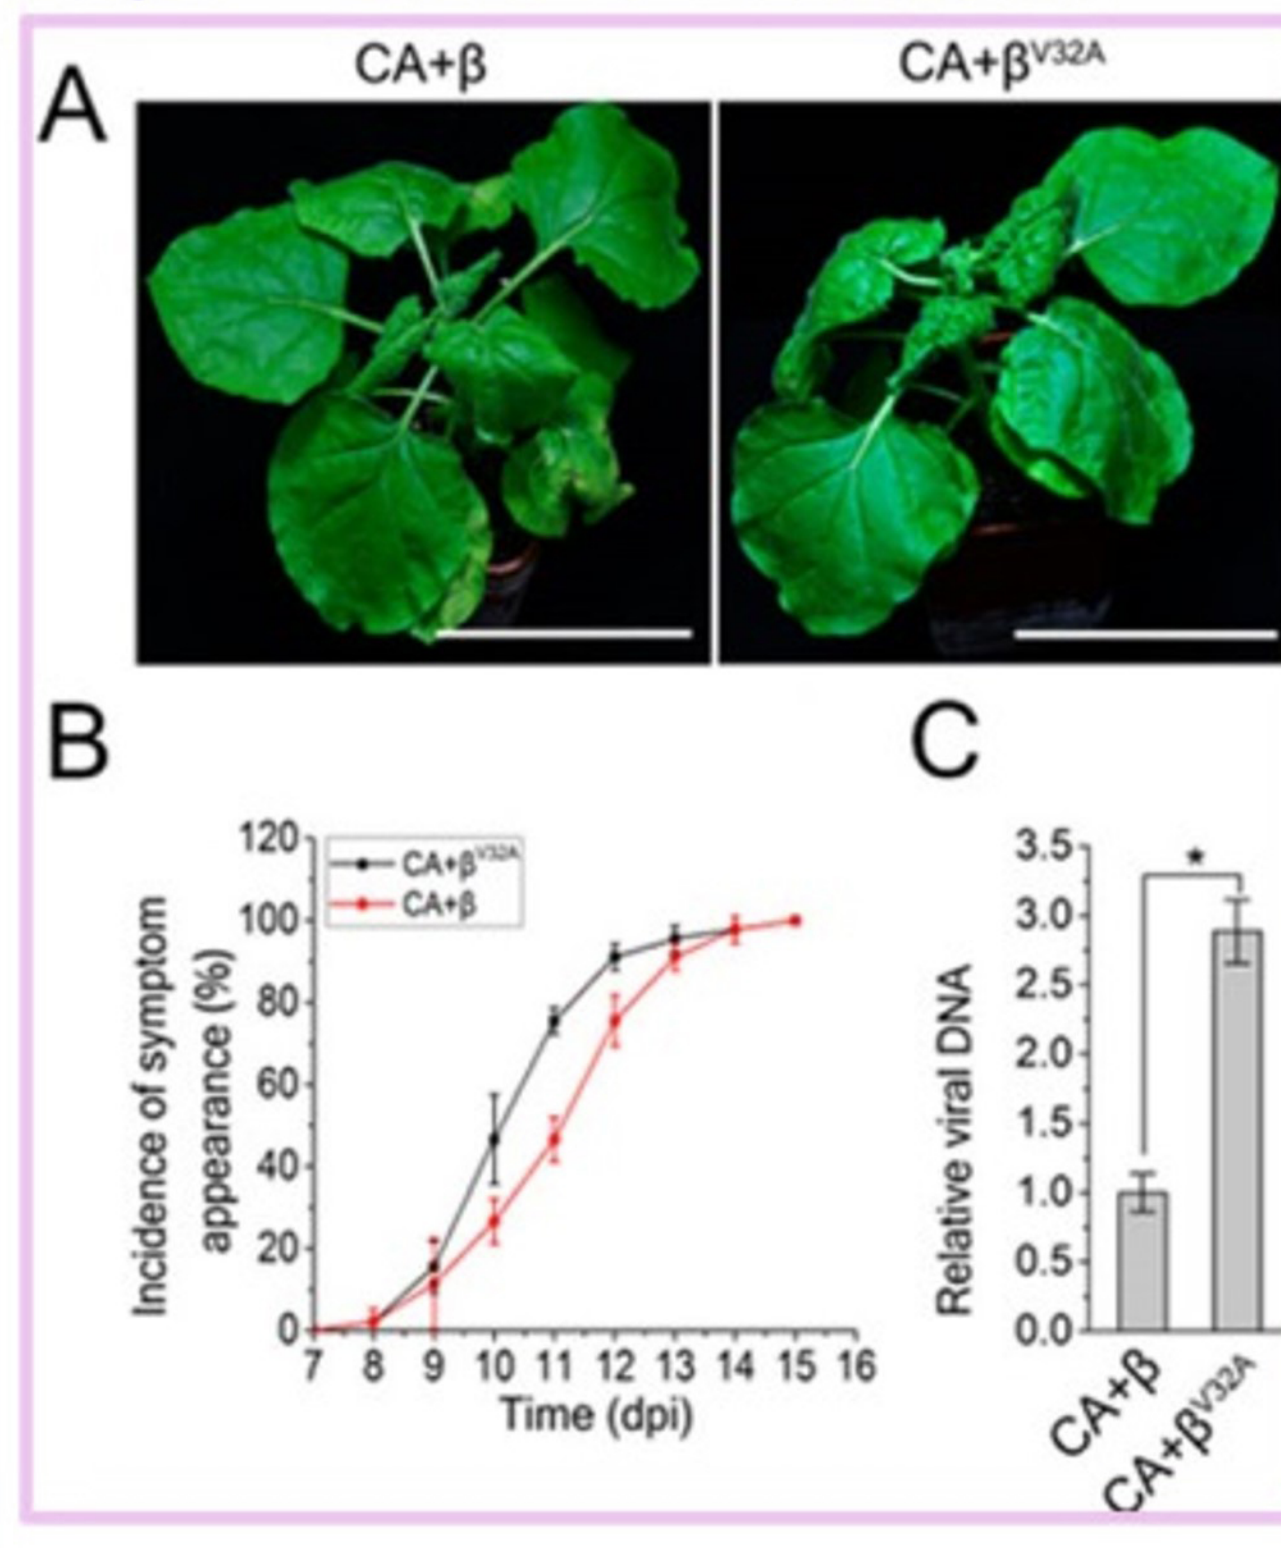 A
CA+β
CA+βV32A
B
120
100
80
60
40
20
0
CA+βV32A
CA+β
7 8 9 10 11 12 13 14 15 16
Time (dpi)
Incidence of symptom
appearance (%)
C
3.5
3.0
2.5
2.0
1.5
1.0
0.5
0.0
*
Relative viral DNA
CA+β
CA+βV32A